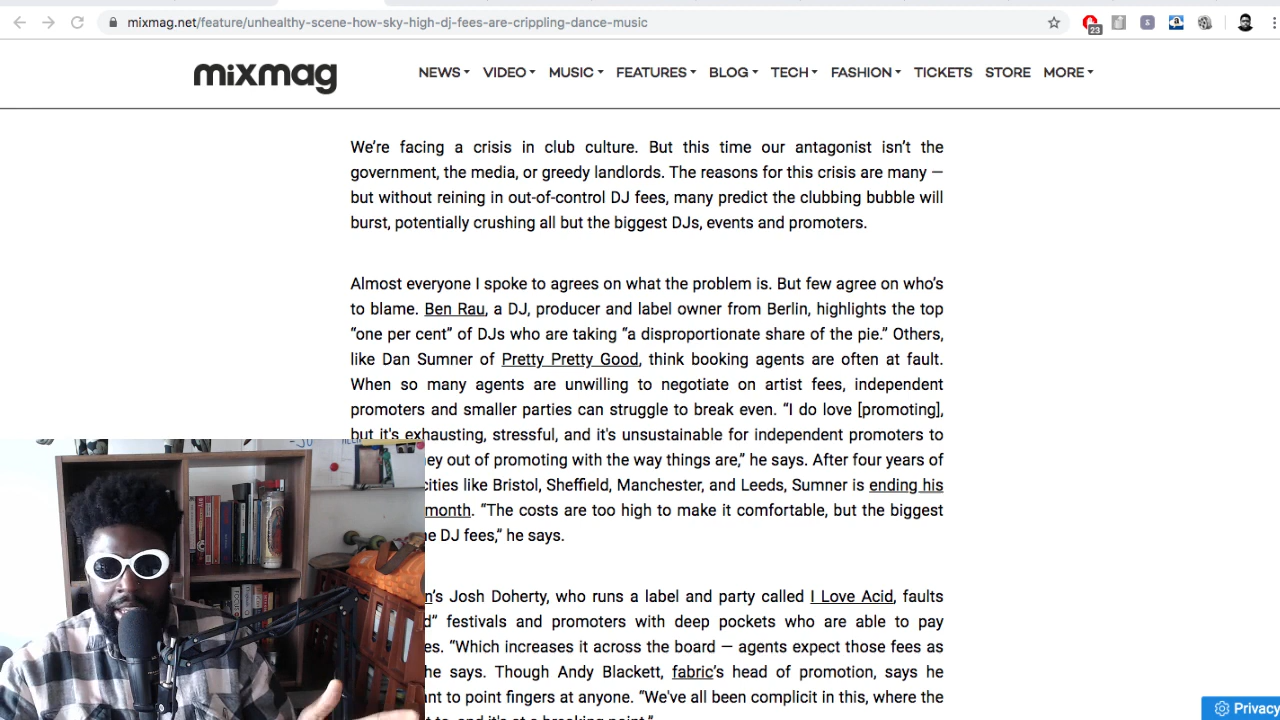 mixmag.net/feature/unhealthy-scene-how-sky-high-dj-fees-are-crippling-dance-music
23
mixmag
NEWS VIDEO MUSIC FEATURES BLOG TECH FASHION TICKETS STORE MORE
We’re facing a crisis in club culture. But this time our antagonist isn’t the
government, the media, or greedy landlords. The reasons for this crisis are many —
but without reining in out-of-control DJ fees, many predict the clubbing bubble will
burst, potentially crushing all but the biggest DJs, events and promoters.
Almost everyone I spoke to agrees on what the problem is. But few agree on who’s
to blame. Ben Rau, a DJ, producer and label owner from Berlin, highlights the top
“one per cent” of DJs who are taking “a disproportionate share of the pie.” Others,
like Dan Sumner of Pretty Pretty Good, think booking agents are often at fault.
When so many agents are unwilling to negotiate on artist fees, independent
promoters and smaller parties can struggle to break even. “I do love [promoting],
but it's exhausting, stressful, and it's unsustainable for independent promoters to
ey out of promoting with the way things are,” he says. After four years of
cities like Bristol, Sheffield, Manchester, and Leeds, Sumner is ending his
month. “The costs are too high to make it comfortable, but the biggest
e DJ fees,” he says.
n’s Josh Doherty, who runs a label and party called I Love Acid, faults
d” festivals and promoters with deep pockets who are able to pay
es. “Which increases it across the board — agents expect those fees as
he says. Though Andy Blackett, fabric’s head of promotion, says he
nt to point fingers at anyone. “We've all been complicit in this, where the
Privacy